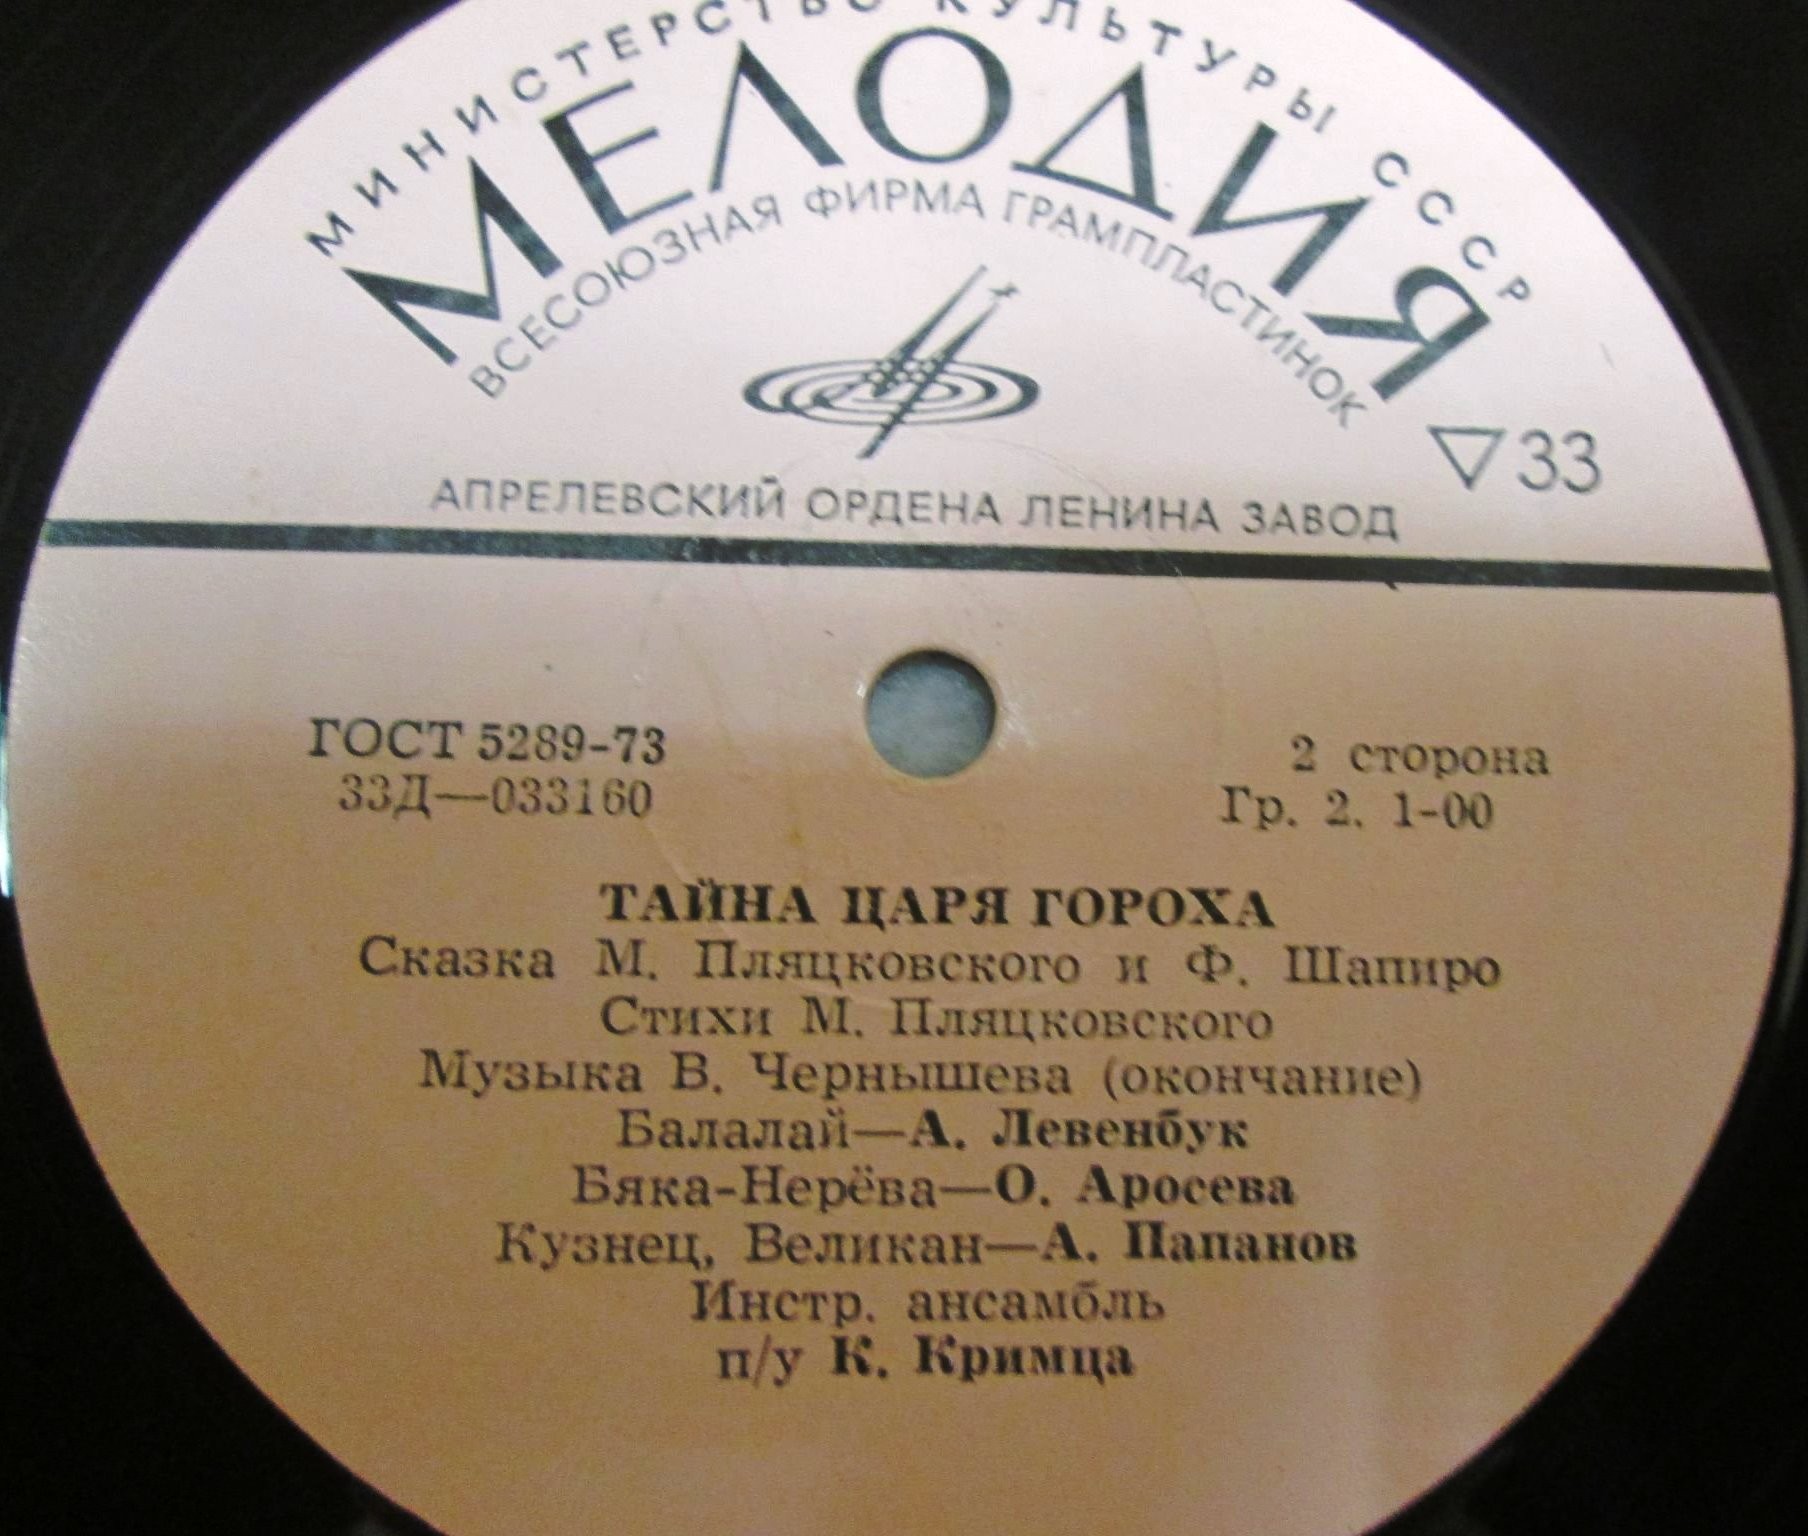 МИНИСТЕРСТВО КУЛЬТУРЫ СССР
МЕЛОДИЯ
ВСЕСОЮЗНАЯ ФИРМА ГРАМПЛАСТИНОК
33
АПРЕЛЕВСКИЙ ОРДЕНА ЛЕНИНА ЗАВОД
ГОСТ 5289-73
33Д—033160
2 сторона
Гр. 2. 1-00
ТАЙНА ЦАРЯ ГОРОХА
Сказка М. Пляцковского и Ф. Шапиро
Стихи М. Пляцковского
Музыка В. Чернышева (окончание)
Балалай—А. Левенбук
Бяка-Нерёва—О. Аросева
Кузнец, Великан—А. Папанов
Инстр. ансамбль
п/у К. Кримца